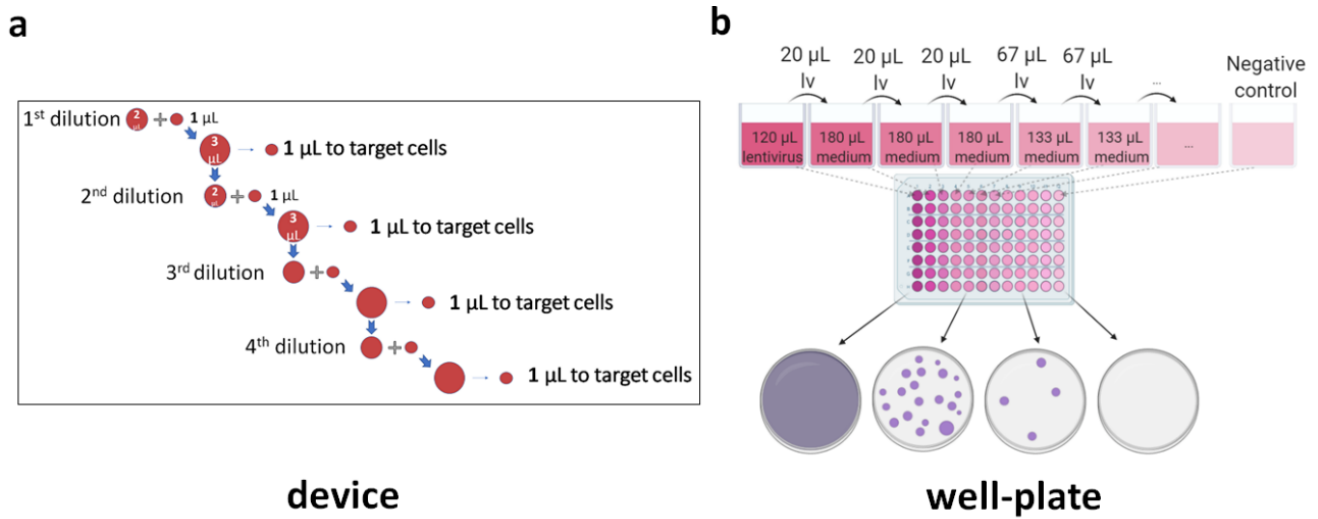 a
1st dilution 2 μL + 1 μL
3 μL 1 μL to target cells
2nd dilution 2 μL + 1 μL
3 μL 1 μL to target cells
3rd dilution +
1 μL to target cells
4th dilution +
1 μL to target cells
device
b
20 μL lv
20 μL lv
20 μL lv
67 μL lv
67 μL lv
...
Negative control
120 μL lentivirus
180 μL medium
180 μL medium
180 μL medium
133 μL medium
133 μL medium
...
well-plate